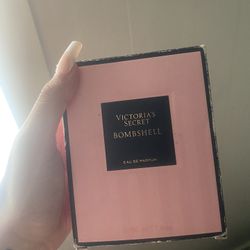 VICTORIA'S
SECRET
BOMBSHELL
EAU DE PARFUM